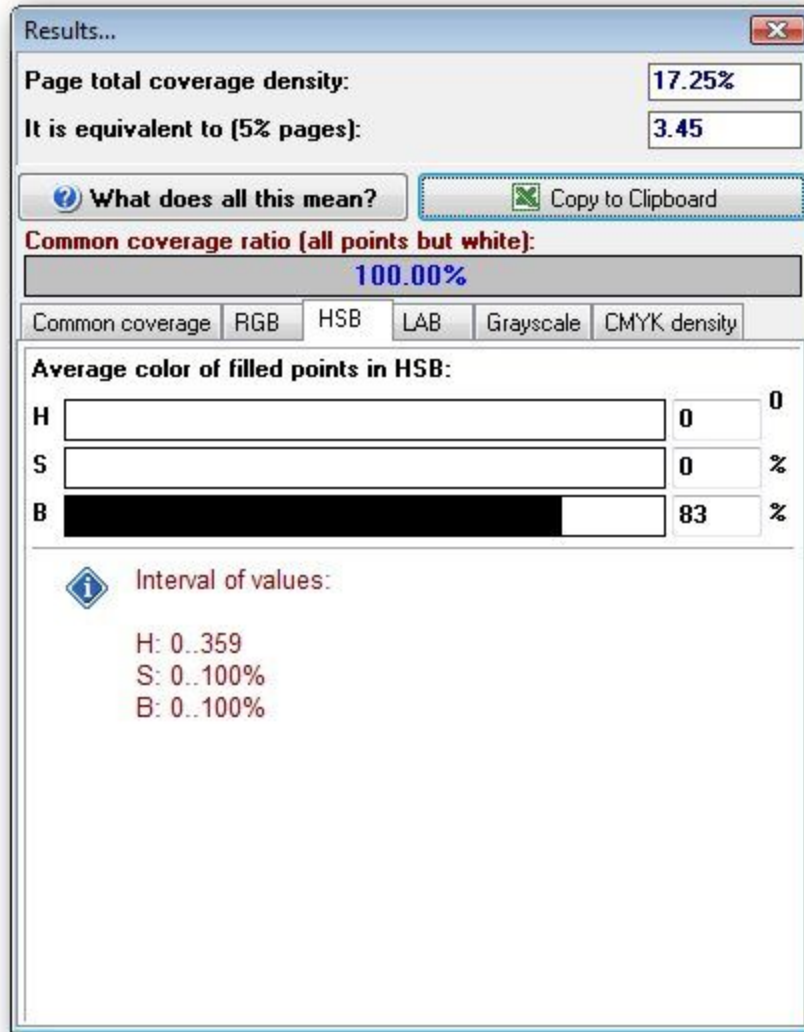 Results...
Page total coverage density: 17.25%
It is equivalent to (5% pages): 3.45
What does all this mean? Copy to Clipboard
Common coverage ratio (all points but white):
100.00%
Common coverage RGB HSB LAB Grayscale CMYK density
Average color of filled points in HSB:
H 0 0
S 0 %
B 83 %
Interval of values:
H: 0..359
S: 0..100%
B: 0..100%